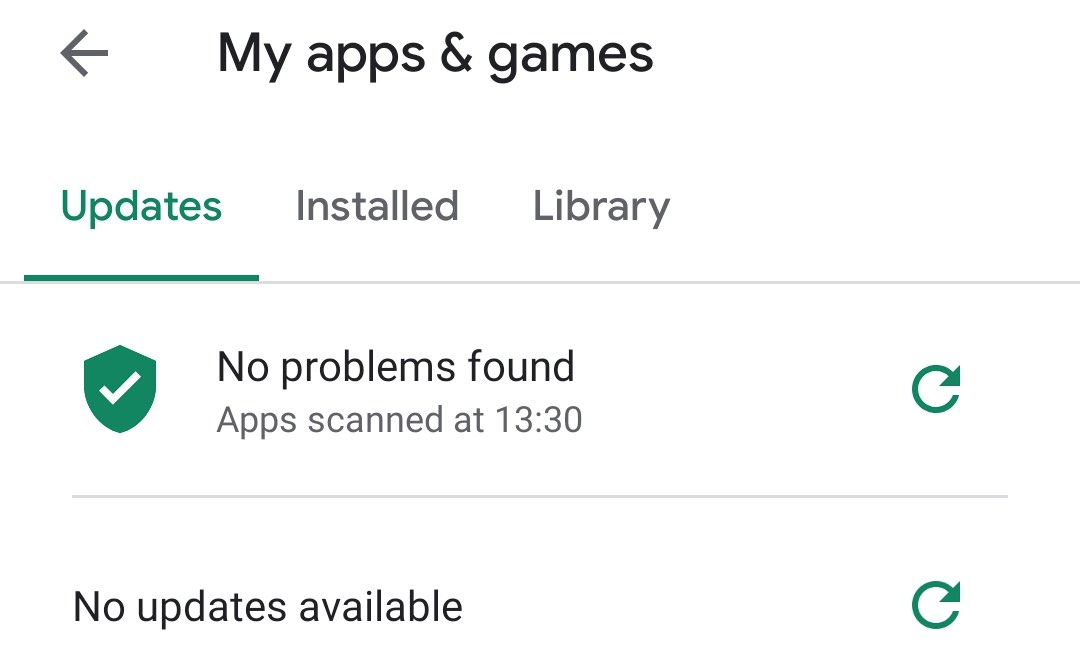 My apps & games
Updates Installed Library
No problems found
Apps scanned at 13:30
No updates available